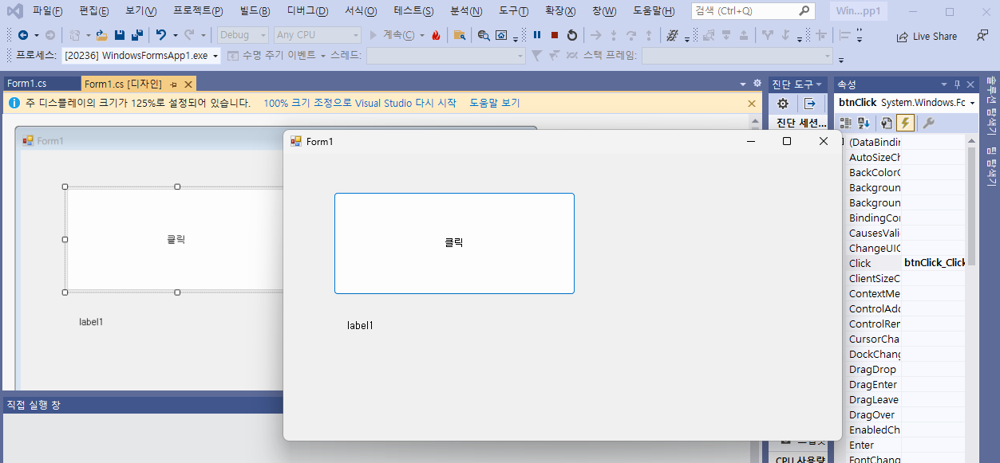 파일(F) 편집(E) 보기(V) 프로젝트(P) 빌드(B) 디버그(D) 서식(O) 테스트(S) 분석(N) 도구(T) 확장(X) 창(W) 도움말(H) 검색 (Ctrl+Q) Win...pp1
Debug Any CPU 계속(C) Live Share
프로세스: [20236] WindowsFormsApp1.exe 수명 주기 이벤트 스레드: 스택 프레임:
Form1.cs Form1.cs [디자인]
주 디스플레이의 크기가 125%로 설정되어 있습니다. 100% 크기 조정으로 Visual Studio 다시 시작 도움말 보기
Form1
클릭
label1
직접 실행 창
Form1
클릭
label1
진단 도구
진단 세션...
CPU 사용량
속성
btnClick System.Windows.Fc
(DataBindin
AutoSizeCh
BackColorC
Backgroun
Backgroun
BindingCon
CausesVali
ChangeUIC
Click btnClick_Click
ClientSizeC
ContextMe
ControlAdd
ControlRem
CursorCha
DockChang
DragDrop
DragEnter
DragLeave
DragOver
EnabledCh
Enter
FontChang
솔루션 탐색기
팀 탐색기